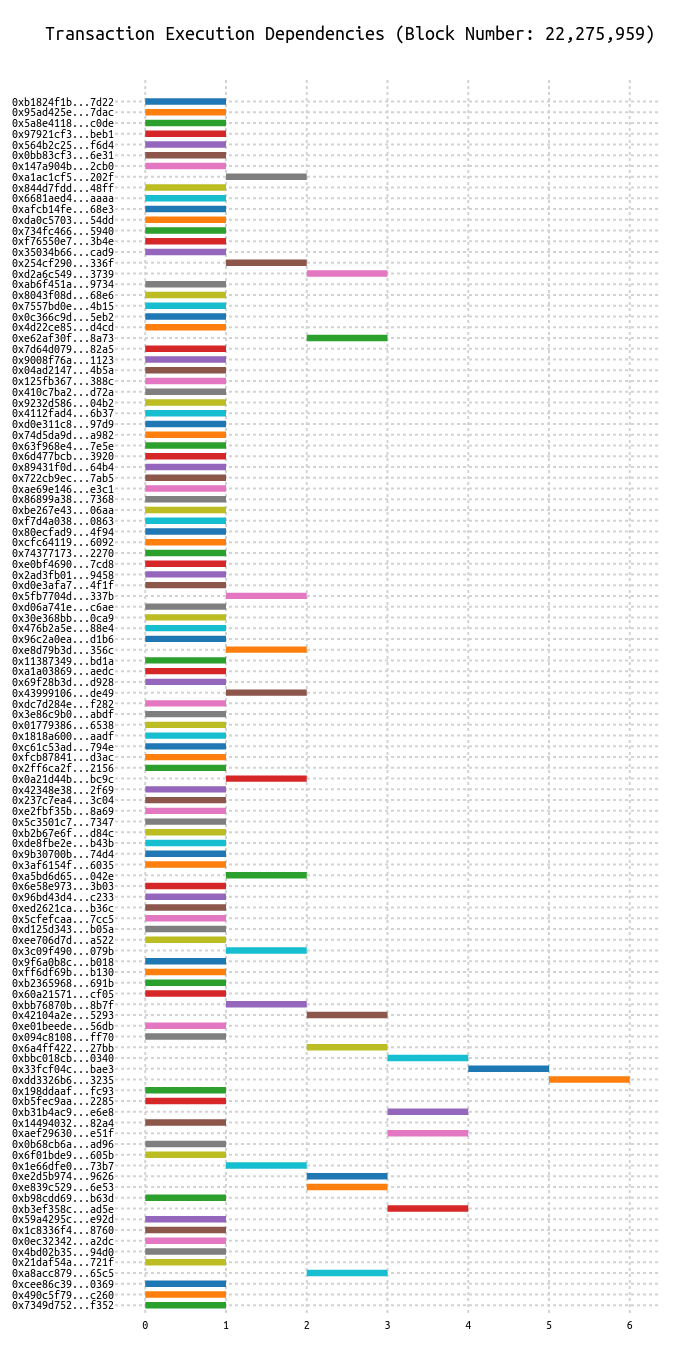 Transaction Execution Dependencies (Block Number: 22,275,959)
0xb1824f1b...7d22
0x95ad425e...7dac
0x5a8e4118...c0de
0x97921cf3...beb1
0x564b2c25...f6d4
0x0bb83cf3...6e31
0x147a904b...2cb0
0xa1ac1cf5...202f
0x844d7fdd...48ff
0x6681aed4...aaaa
0xafcb14fe...68e3
0xda0c5703...54dd
0x734fc466...5940
0xf76550e7...3b4e
0x35034b66...cad9
0x254cf290...336f
0xd2a6c549...3739
0xab6f451a...9734
0x8043f08d...68e6
0x7557bd0e...4b15
0x0c366c9d...5eb2
0x4d22ce85...d4cd
0xe62af30f...8a73
0x7d64d079...82a5
0x9008f76a...1123
0x04ad2147...4b5a
0x125fb367...388c
0x410c7ba2...d72a
0x9232d586...04b2
0x4112fad4...6b37
0xd0e311c8...97d9
0x74d5da9d...a982
0x63f968e4...7e5e
0x6d477bcb...3920
0x89431f0d...64b4
0x722cb9ec...7ab5
0xae69e146...e3c1
0x86899a38...7368
0xbe267e43...06aa
0xf7d4a038...0863
0x80ecfad9...4f94
0xcfc64119...6092
0x74377173...2270
0xe0bf4690...7cd8
0x2ad3fb01...9458
0xd0e3afa7...4f1f
0x5fb7704d...337b
0xd06a741e...c6ae
0x30e368bb...0ca9
0x476b2a5e...88e4
0x96c2a0ea...d1b6
0xe8d79b3d...356c
0x11387349...bd1a
0xa1a03869...aedc
0x69f28b3d...d928
0x43999106...de49
0xdc7d284e...f282
0x3e86c9b0...abdf
0x01779386...6538
0x1818a600...aadf
0xc61c53ad...794e
0xfcb87841...d3ac
0x2ff6ca2f...2156
0x0a21d44b...bc9c
0x42348e38...2f69
0x237c7ea4...3c04
0xe2fbf35b...8a69
0x5c3501c7...7347
0xb2b67e6f...d84c
0xde8fbe2e...b43b
0x9b30700b...74d4
0x3af6154f...6035
0xa5bd6d65...042e
0x6e58e973...3b03
0x96bd43d4...c233
0xed2621ca...b36c
0x5cfefcaa...7cc5
0xd125d343...b05a
0xee706d7d...a522
0x3c09f490...079b
0x9f6a0b8c...b018
0xff6df69b...b130
0xb2365968...691b
0x60a21571...cf05
0xbb76870b...8b7f
0x42104a2e...5293
0xe01beede...56db
0x094c8108...ff70
0x6a4ff422...27bb
0xbbc018cb...0340
0x33fcf04c...bae3
0xdd3326b6...3235
0x198ddaaf...fc93
0xb5fec9aa...2285
0xb31b4ac9...e6e8
0x14494032...82a4
0xaef29630...e51f
0x0b68cb6a...ad96
0x6f01bde9...605b
0x1e66dfe0...73b7
0xe2d5b974...9626
0xe839c529...6e53
0xb98cdd69...b63d
0xb3ef358c...ad5e
0x59a4295c...e92d
0x1c8336f4...8760
0x0ec32342...a2dc
0x4bd02b35...94d0
0x21daf54a...721f
0xa8acc879...65c5
0xcee86c39...0369
0x490c5f79...c260
0x7349d752...f352
0 1 2 3 4 5 6